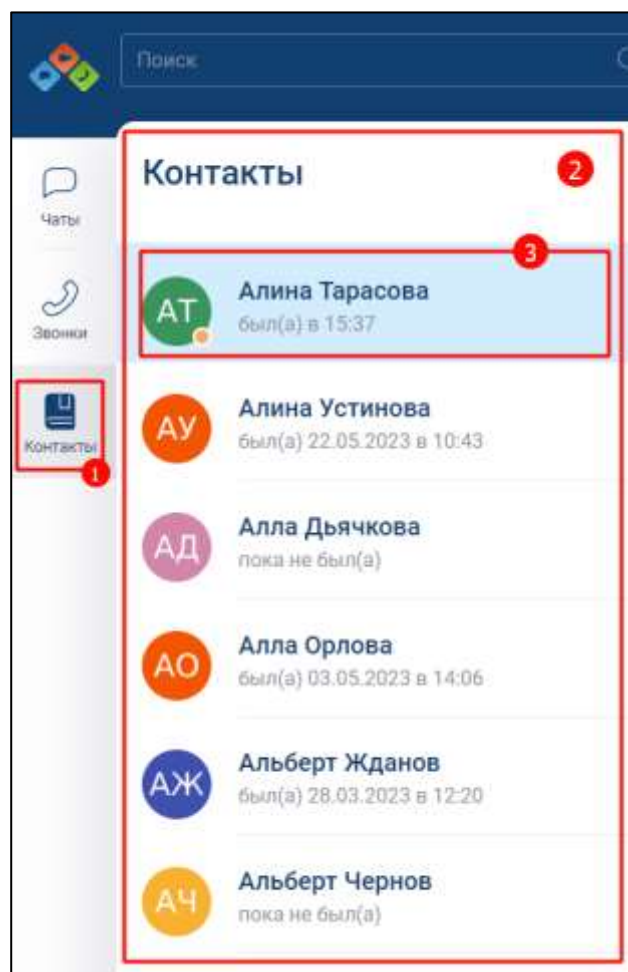 Поиск
Чаты
Звонки
Контакты
1
Контакты
2
3
АТ
Алина Тарасова
был(а) в 15:37
АУ
Алина Устинова
был(а) 22.05.2023 в 10:43
АД
Алла Дьячкова
пока не был(а)
АО
Алла Орлова
был(а) 03.05.2023 в 14:06
АЖ
Альберт Жданов
был(а) 28.03.2023 в 12:20
АЧ
Альберт Чернов
пока не был(а)